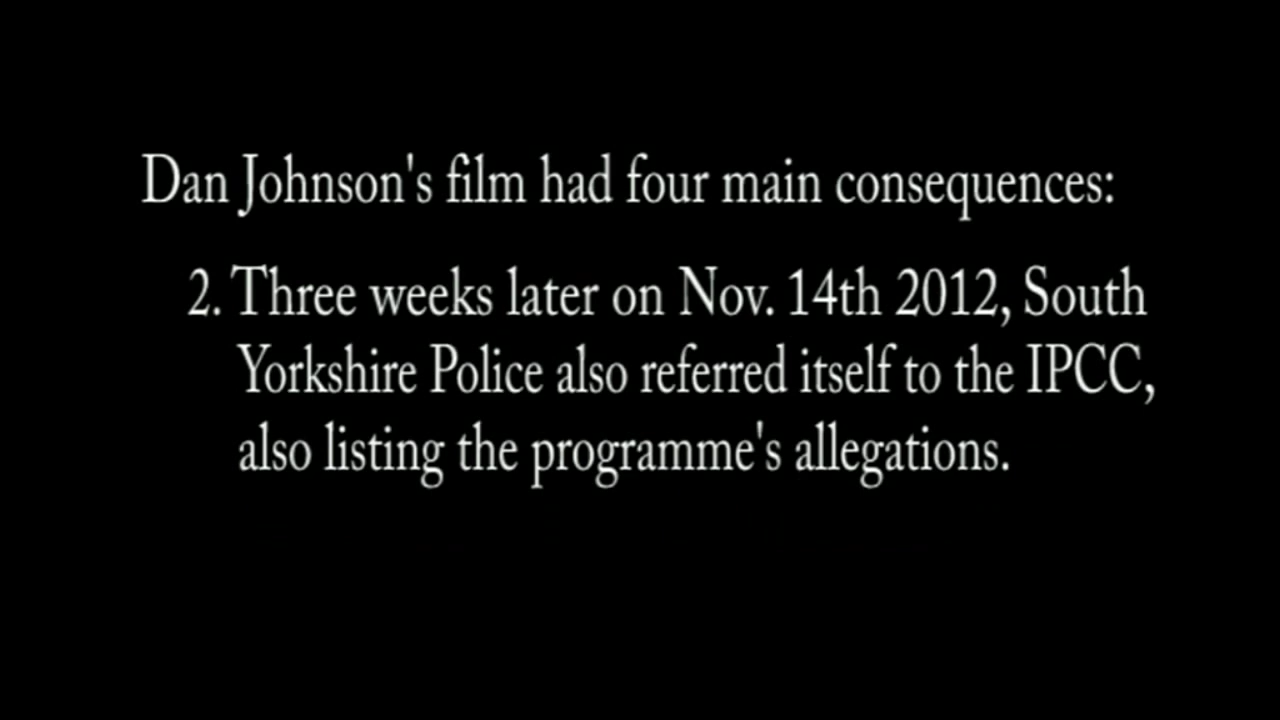 Dan Johnson's film had four main consequences:
2. Three weeks later on Nov. 14th 2012, South
Yorkshire Police also referred itself to the IPCC,
also listing the programme's allegations.